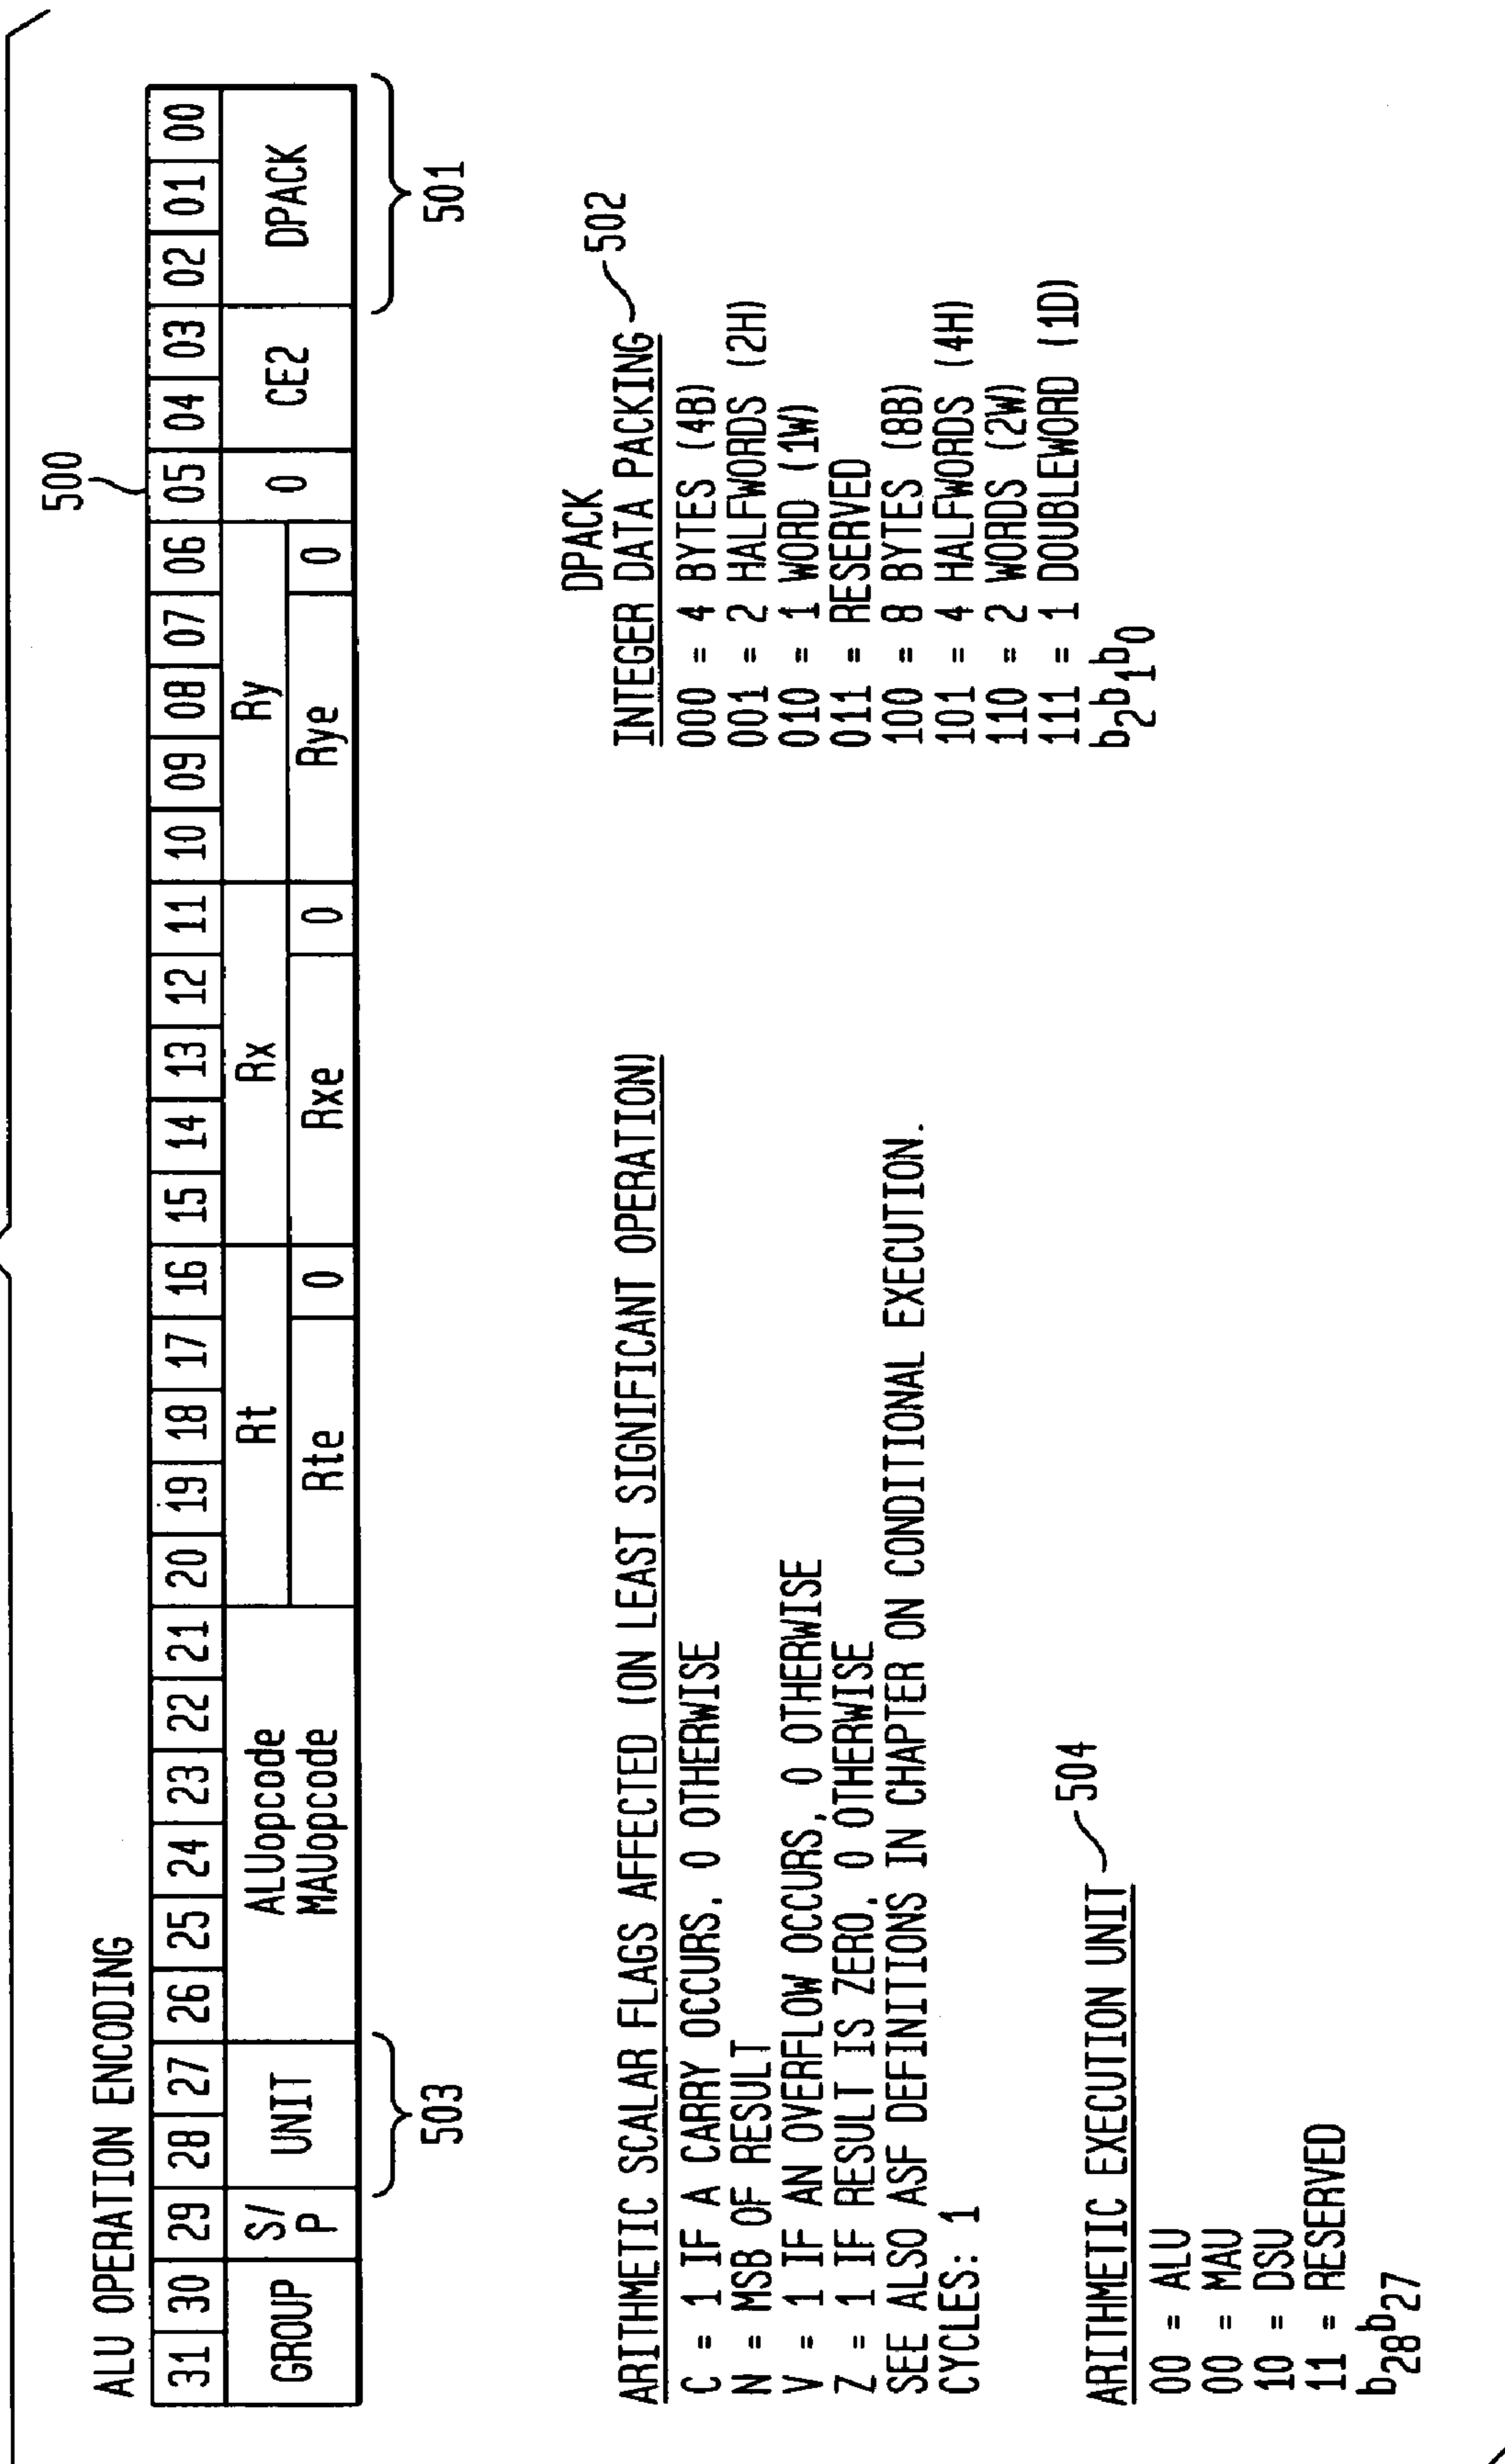 ALU OPERATION ENCODING
500
31 30 29 28 27 26 25 24 23 22 21 20 19 18 17 16 15 14 13 12 11 10 09 08 07 06 05 04 03 02 01 00
GROUP S/P UNIT ALUopcode MAUopcode Rt Rx Ry 0 CE2 DPACK
Rte 0 Rxe 0 Rye 0
503
501
ARITHMETIC SCALAR FLAGS AFFECTED (ON LEAST SIGNIFICANT OPERATION)
C = 1 IF A CARRY OCCURS, 0 OTHERWISE
N = MSB OF RESULT
V = 1 IF AN OVERFLOW OCCURS, 0 OTHERWISE
Z = 1 IF RESULT IS ZERO, 0 OTHERWISE
SEE ALSO ASF DEFINITIONS IN CHAPTER ON CONDITIONAL EXECUTION.
CYCLES: 1
DPACK
INTEGER DATA PACKING 502
000 = 4 BYTES (4B)
001 = 2 HALFWORDS (2H)
010 = 1 WORD (1W)
011 = RESERVED
100 = 8 BYTES (8B)
101 = 4 HALFWORDS (4H)
110 = 2 WORDS (2W)
111 = 1 DOUBLEWORD (1D)
b2b1b0
ARITHMETIC EXECUTION UNIT 504
00 = ALU
00 = MAU
10 = DSU
11 = RESERVED
b28b27